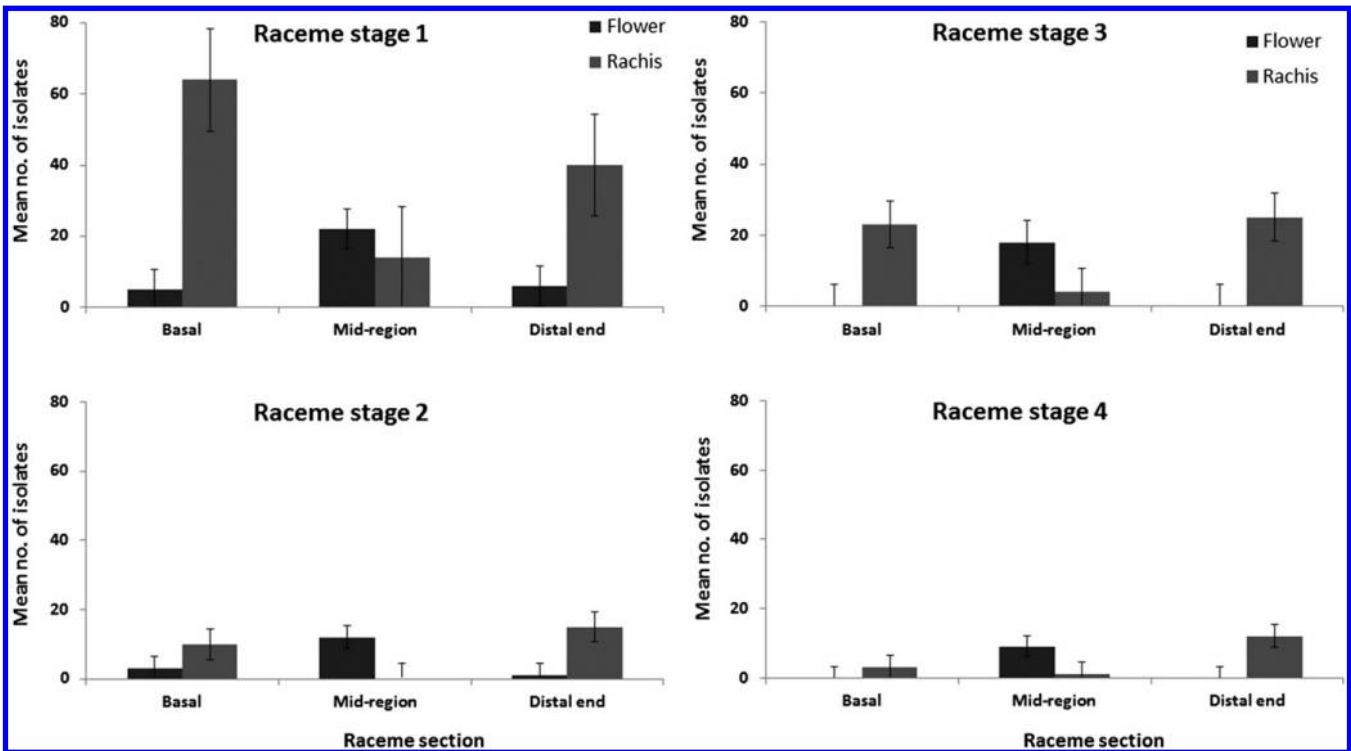 Raceme stage 1
Flower
Rachis
Mean no. of isolates
80
60
40
20
0
Basal Mid-region Distal end
Raceme stage 3
Flower
Rachis
Mean no. of isolates
80
60
40
20
0
Basal Mid-region Distal end
Raceme stage 2
Mean no. of isolates
80
60
40
20
0
Basal Mid-region Distal end
Raceme section
Raceme stage 4
Mean no. of isolates
80
60
40
20
0
Basal Mid-region Distal end
Raceme section